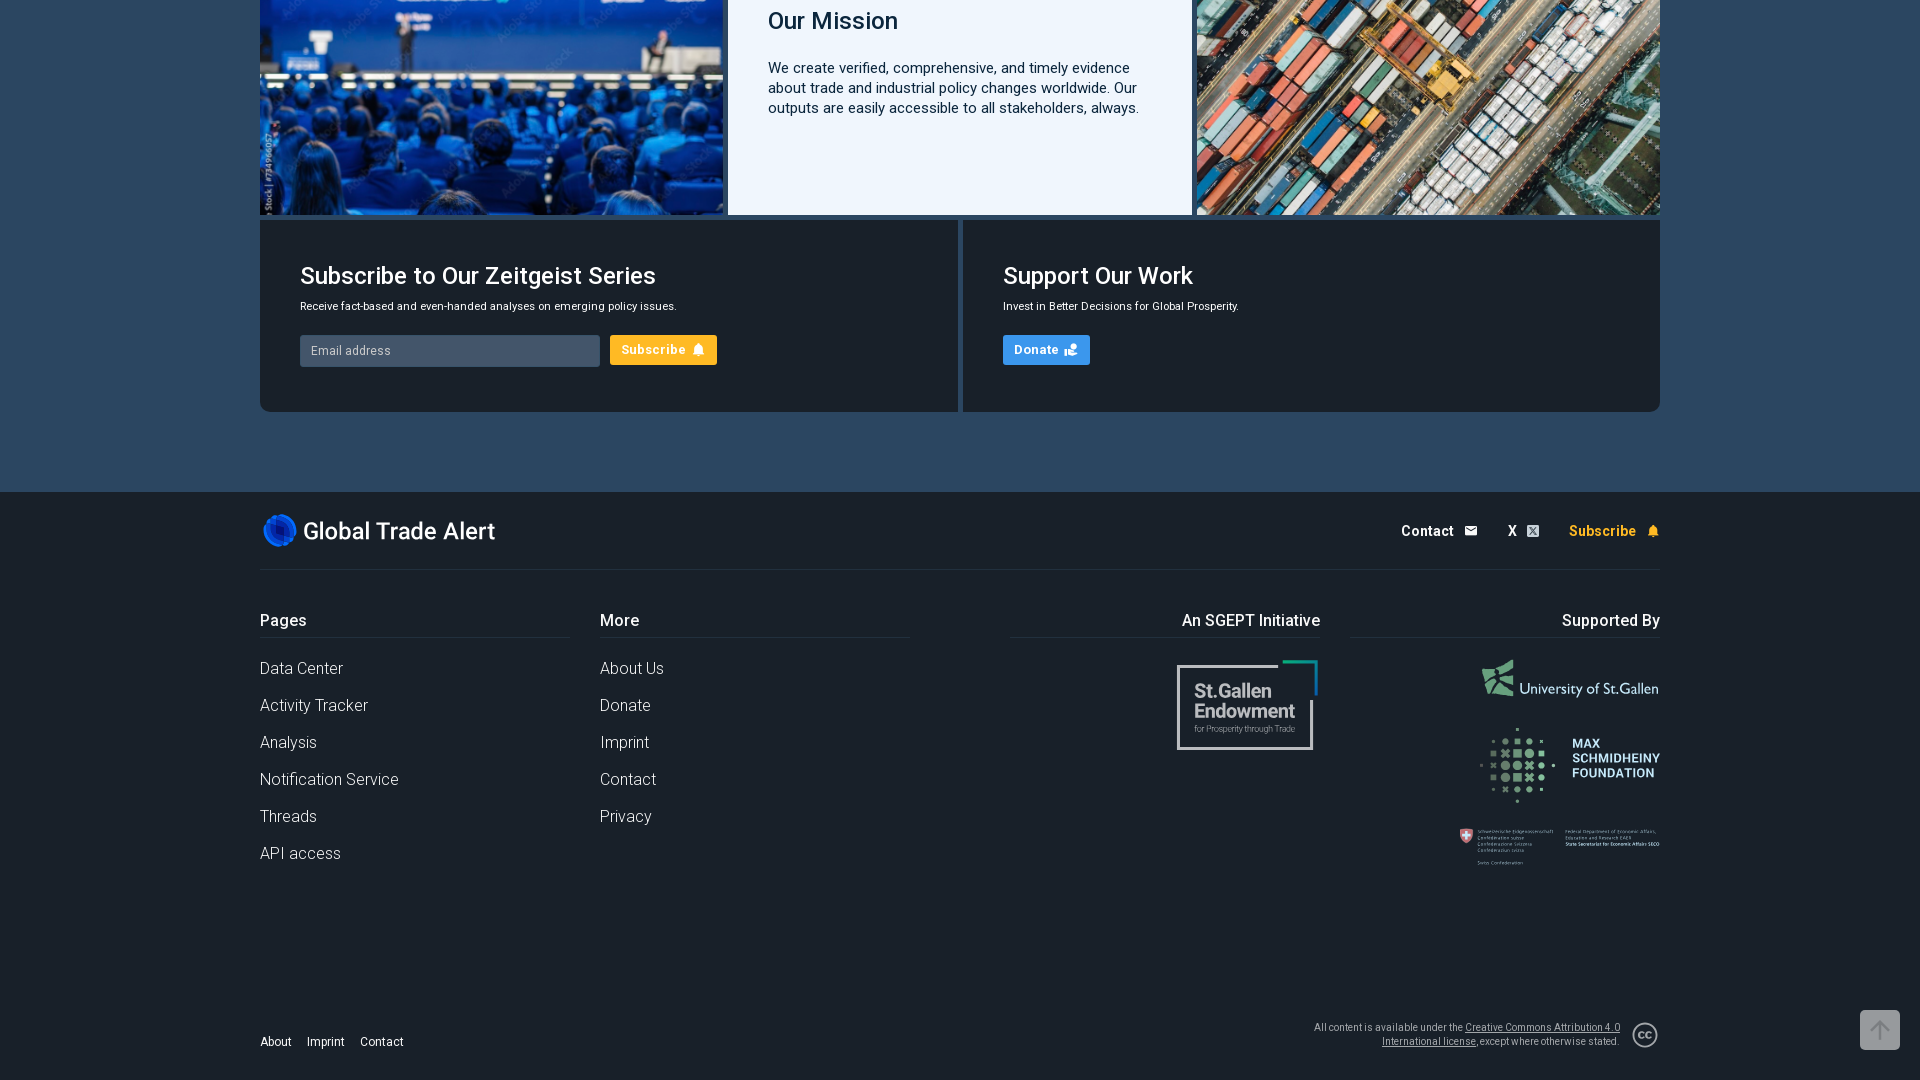 Our Mission
We create verified, comprehensive, and timely evidence
about trade and industrial policy changes worldwide. Our
outputs are easily accessible to all stakeholders, always.
Subscribe to Our Zeitgeist Series
Receive fact-based and even-handed analyses on emerging policy issues.
Email address
Subscribe
Support Our Work
Invest in Better Decisions for Global Prosperity.
Donate
Global Trade Alert
Contact
X
Subscribe
Pages
Data Center
Activity Tracker
Analysis
Notification Service
Threads
API access
More
About Us
Donate
Imprint
Contact
Privacy
An SGEPT Initiative
St.Gallen
Endowment
for Prosperity through Trade
Supported By
University of St.Gallen
MAX
SCHMIDHEINY
FOUNDATION
Schweizerische Eidgenossenschaft
Confédération suisse
Confederazione Svizzera
Confederaziun svizra
Swiss Confederation
Federal Department of Economic Affairs,
Education and Research EAER
State Secretariat for Economic Affairs SECO
About
Imprint
Contact
All content is available under the Creative Commons Attribution 4.0
International license, except where otherwise stated.
cc